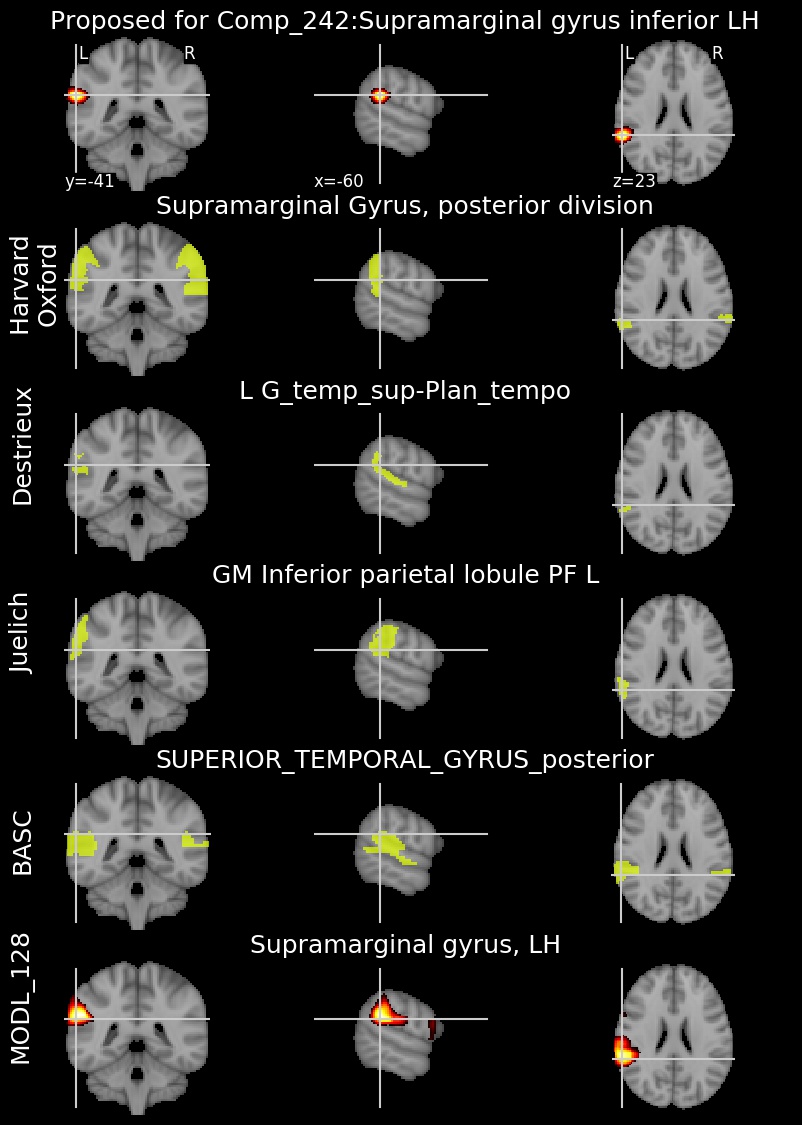 Proposed for Comp_242:Supramarginal gyrus inferior LH
L R
L R
y=-41
x=-60
z=23
Supramarginal Gyrus, posterior division
Harvard
Oxford
L G_temp_sup-Plan_tempo
Destrieux
GM Inferior parietal lobule PF L
Juelich
SUPERIOR_TEMPORAL_GYRUS_posterior
BASC
Supramarginal gyrus, LH
MODL_128